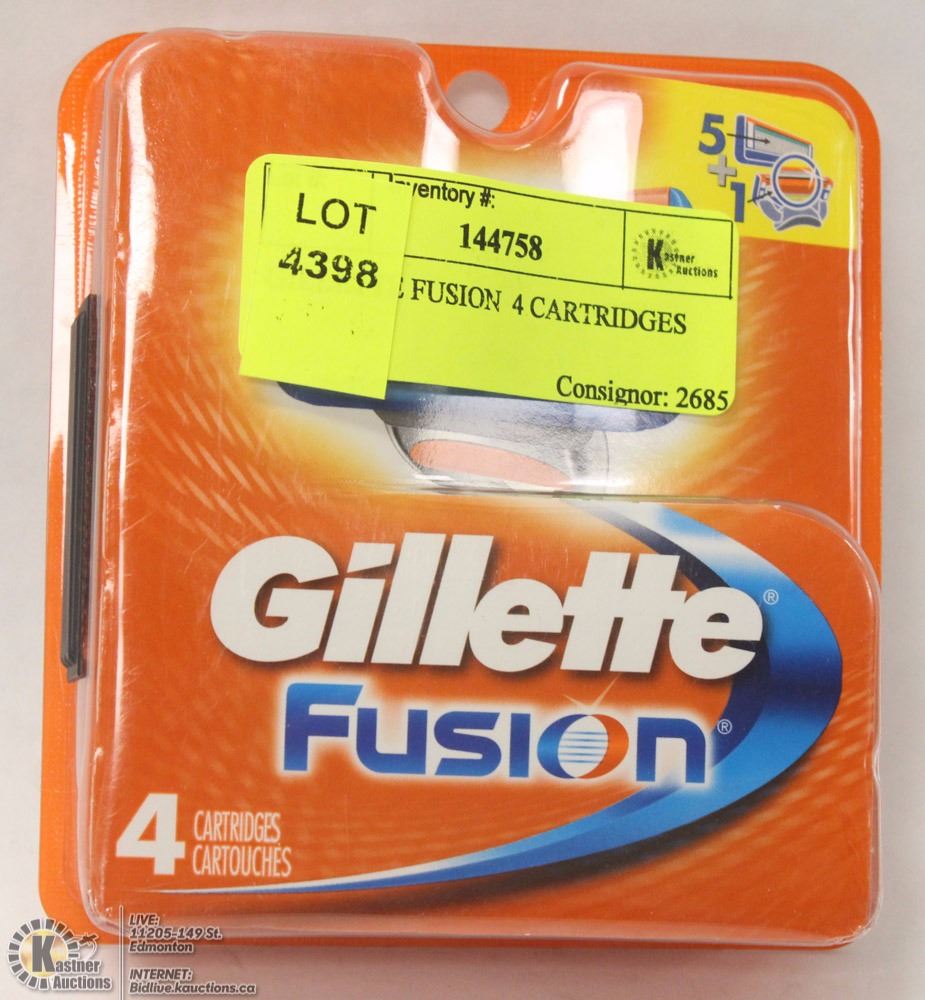 5
+
1
nventory #:
LOT
4398
144758
Kastner
Auctions
E FUSION 4 CARTRIDGES
Consignor: 2685
Gillette®
FUSION®
4 CARTRIDGES
CARTOUCHES
Kastner
Auctions
LIVE:
11205-149 St.
Edmonton
INTERNET:
Bidlive.kauctions.ca